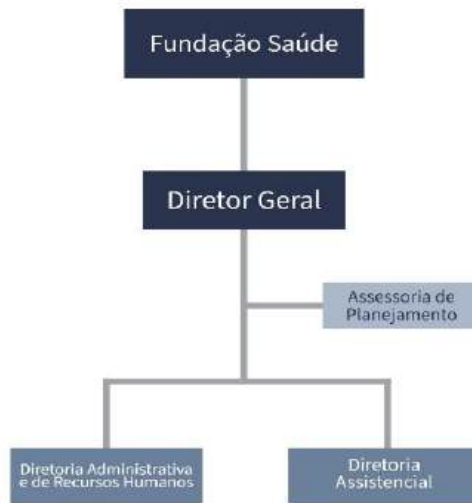 Fundação Saúde
Diretor Geral
Assessoria de
Planejamento
Diretoria Administrativa
e de Recursos Humanos
Diretoria
Assistencial